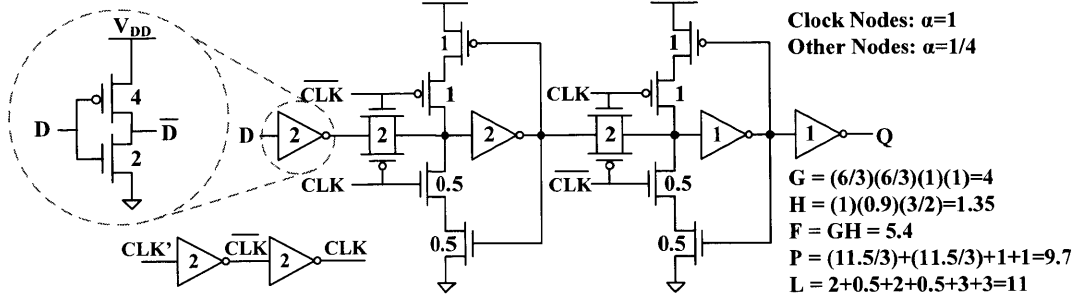 V_DD
4
D
D̅
2
C̅L̅K̅
1
1
D
2
2
2
CLK
0.5
0.5
CLK
1
1
2
1
1
Q
C̅L̅K̅
0.5
0.5
CLK'
2
C̅L̅K̅
2
CLK
Clock Nodes: α=1
Other Nodes: α=1/4
G = (6/3)(6/3)(1)(1)=4
H = (1)(0.9)(3/2)=1.35
F = GH = 5.4
P = (11.5/3)+(11.5/3)+1+1=9.7
L = 2+0.5+2+0.5+3+3=11